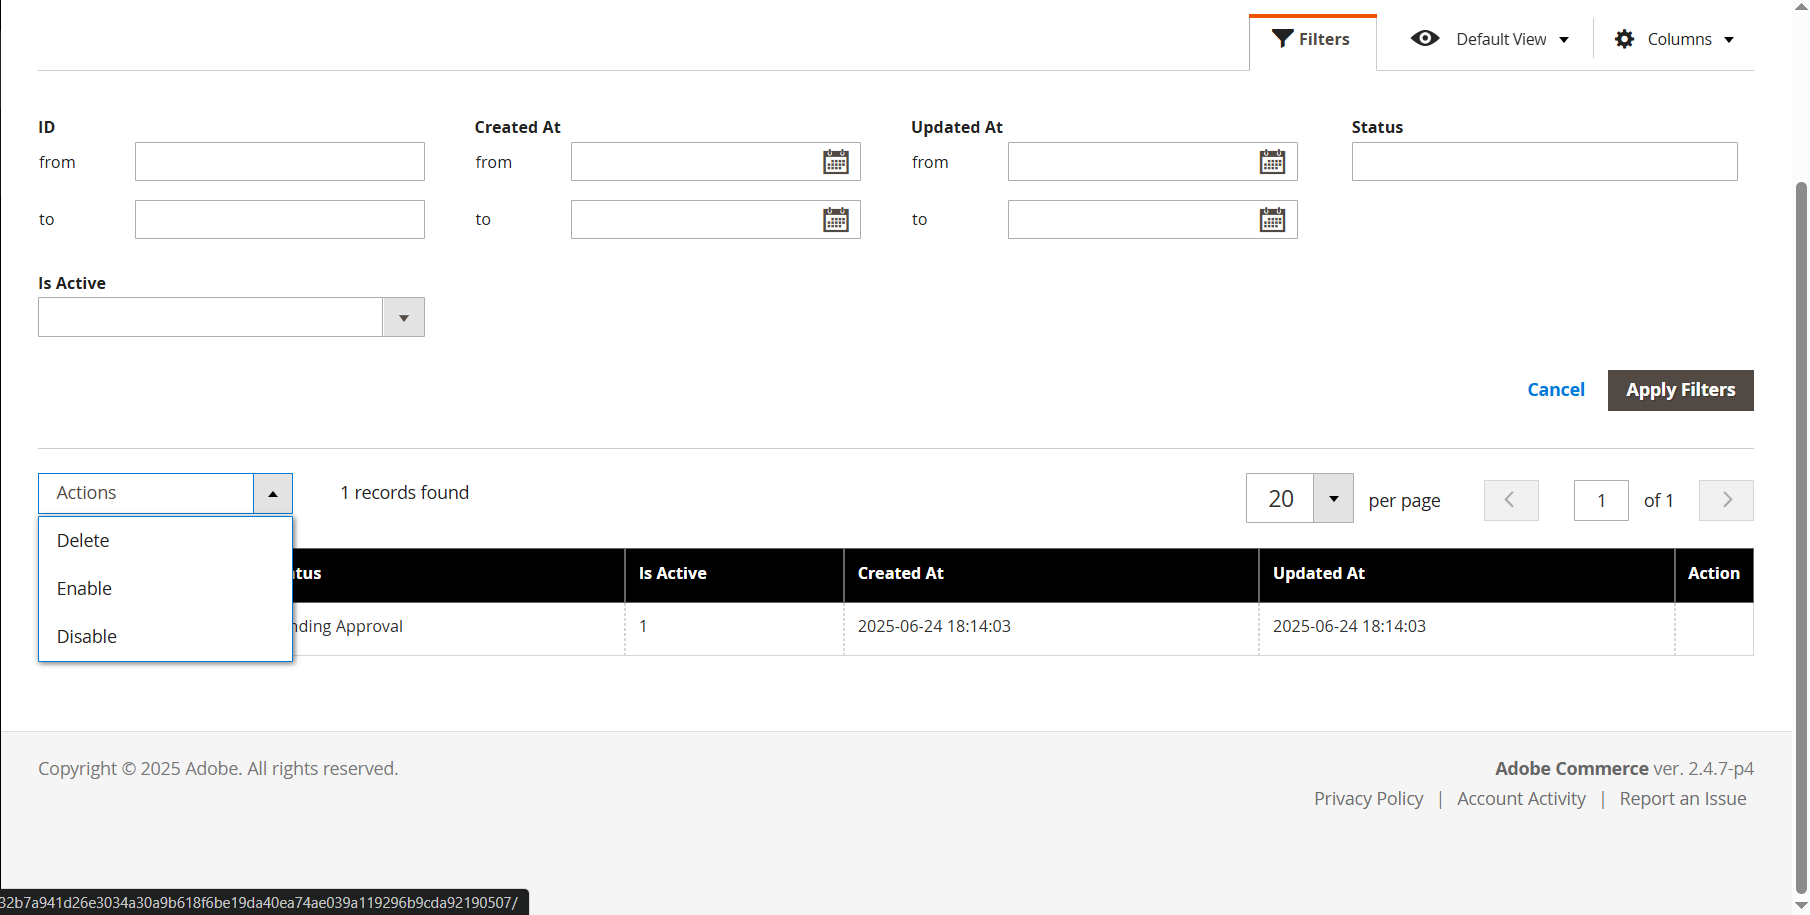 Filters Default View Columns
ID Created At Updated At Status
from from from
to to to
Is Active
Cancel Apply Filters
Actions 1 records found 20 per page 1 of 1
Delete
Enable
Disable
tus Is Active Created At Updated At Action
nding Approval 1 2025-06-24 18:14:03 2025-06-24 18:14:03
Copyright © 2025 Adobe. All rights reserved. Adobe Commerce ver. 2.4.7-p4
Privacy Policy | Account Activity | Report an Issue
32b7a941d26e3034a30a9b618f6be19da40ea74ae039a119296b9cda92190507/